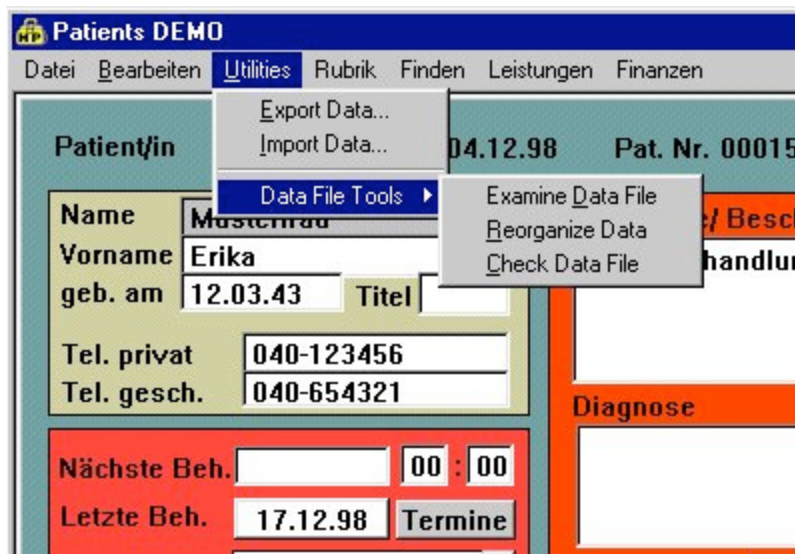 Patients DEMO
Datei Bearbeiten Utilities Rubrik Finden Leistungen Finanzen
Export Data...
Import Data...
Data File Tools
Examine Data File
Reorganize Data
Check Data File
Patient/in 04.12.98 Pat. Nr. 00015
Name
Vorname Erika
geb. am 12.03.43 Titel
Tel. privat 040-123456
Tel. gesch. 040-654321
Diagnose
Nächste Beh. 00 : 00
Letzte Beh. 17.12.98 Termine